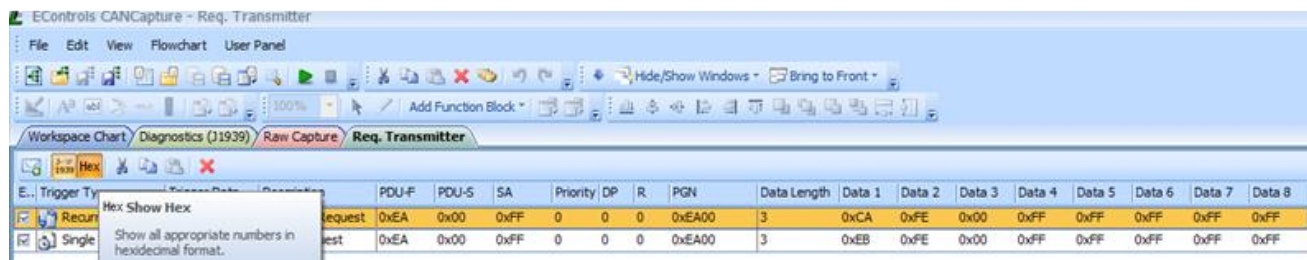 EControls CANCapture - Req. Transmitter
File Edit View Flowchart User Panel
Hide/Show Windows Bring to Front
100% Add Function Block
Workspace Chart Diagnostics (J1939) Raw Capture Req. Transmitter
Hex
E.. Trigger Ty PDU-F PDU-S SA Priority DP R PGN Data Length Data 1 Data 2 Data 3 Data 4 Data 5 Data 6 Data 7 Data 8
Hex Show Hex
Recurr equest 0xEA 0x00 0xFF 0 0 0 0xEA00 3 0xCA 0xFE 0x00 0xFF 0xFF 0xFF 0xFF 0xFF
Show all appropriate numbers in
Single est 0xEA 0x00 0xFF 0 0 0 0xEA00 3 0xEB 0xFE 0x00 0xFF 0xFF 0xFF 0xFF 0xFF
hexidecimal format.